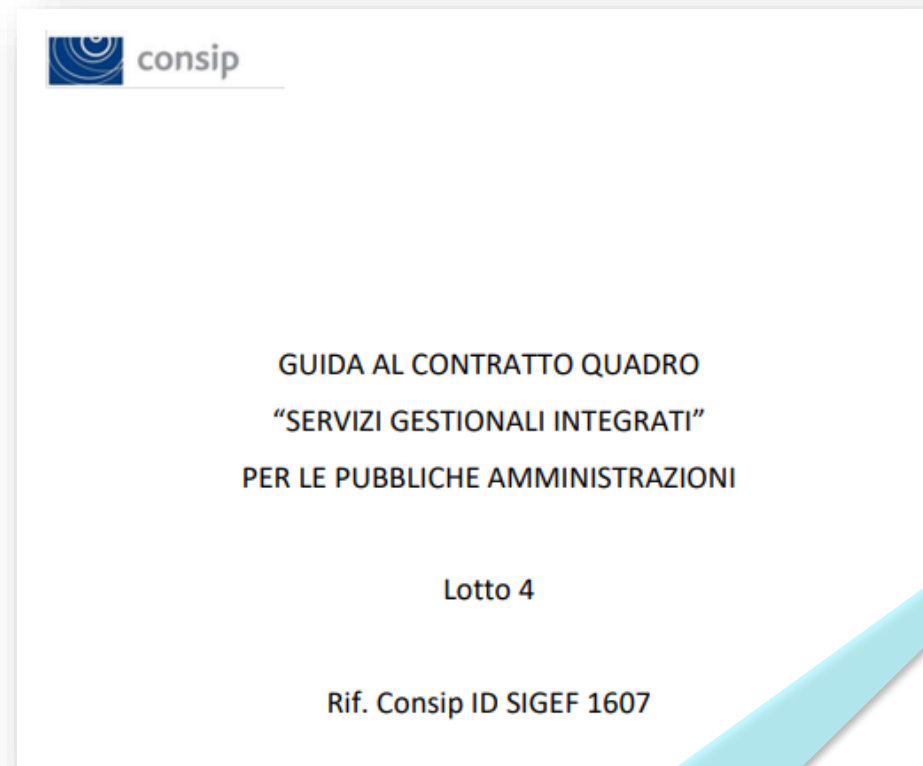 consip
GUIDA AL CONTRATTO QUADRO
“SERVIZI GESTIONALI INTEGRATI”
PER LE PUBBLICHE AMMINISTRAZIONI
Lotto 4
Rif. Consip ID SIGEF 1607